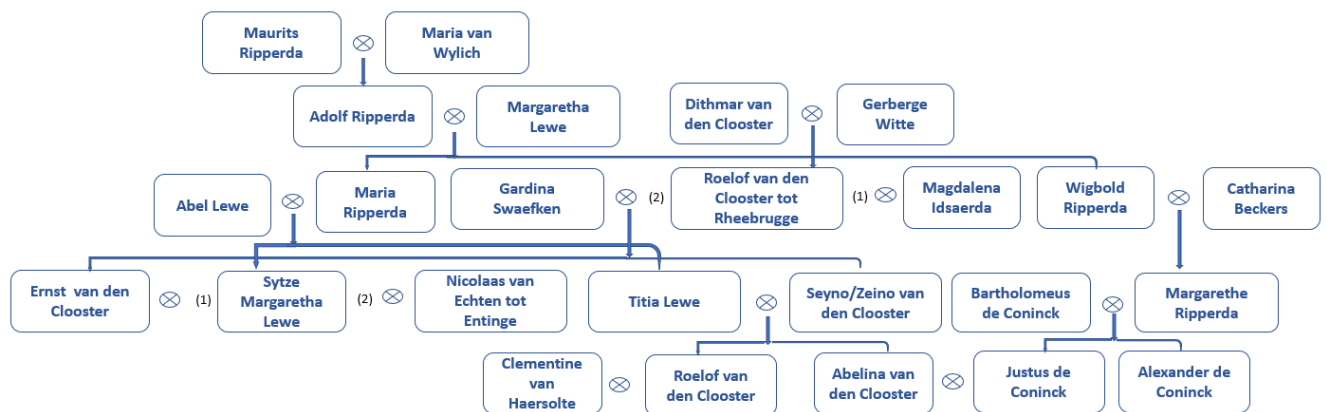 Maurits
Ripperda
Maria van
Wylich
Adolf Ripperda
Margaretha
Lewe
Dithmar van
den Clooster
Gerberge
Witte
Abel Lewe
Maria
Ripperda
Gardina
Swaefken
(2)
Roelof van den
Clooster tot
Rheebrugge
(1)
Magdalena
Idsaerda
Wigbold
Ripperda
Catharina
Beckers
Ernst van den
Clooster
(1)
Sytze
Margaretha
Lewe
(2)
Nicolaas van
Echten tot
Entinge
Titia Lewe
Seyno/Zeino van
den Clooster
Bartholomeus
de Coninck
Margarethe
Ripperda
Clementine
van
Haersolte
Roelof van
den Clooster
Abelina van
den Clooster
Justus de
Coninck
Alexander de
Coninck